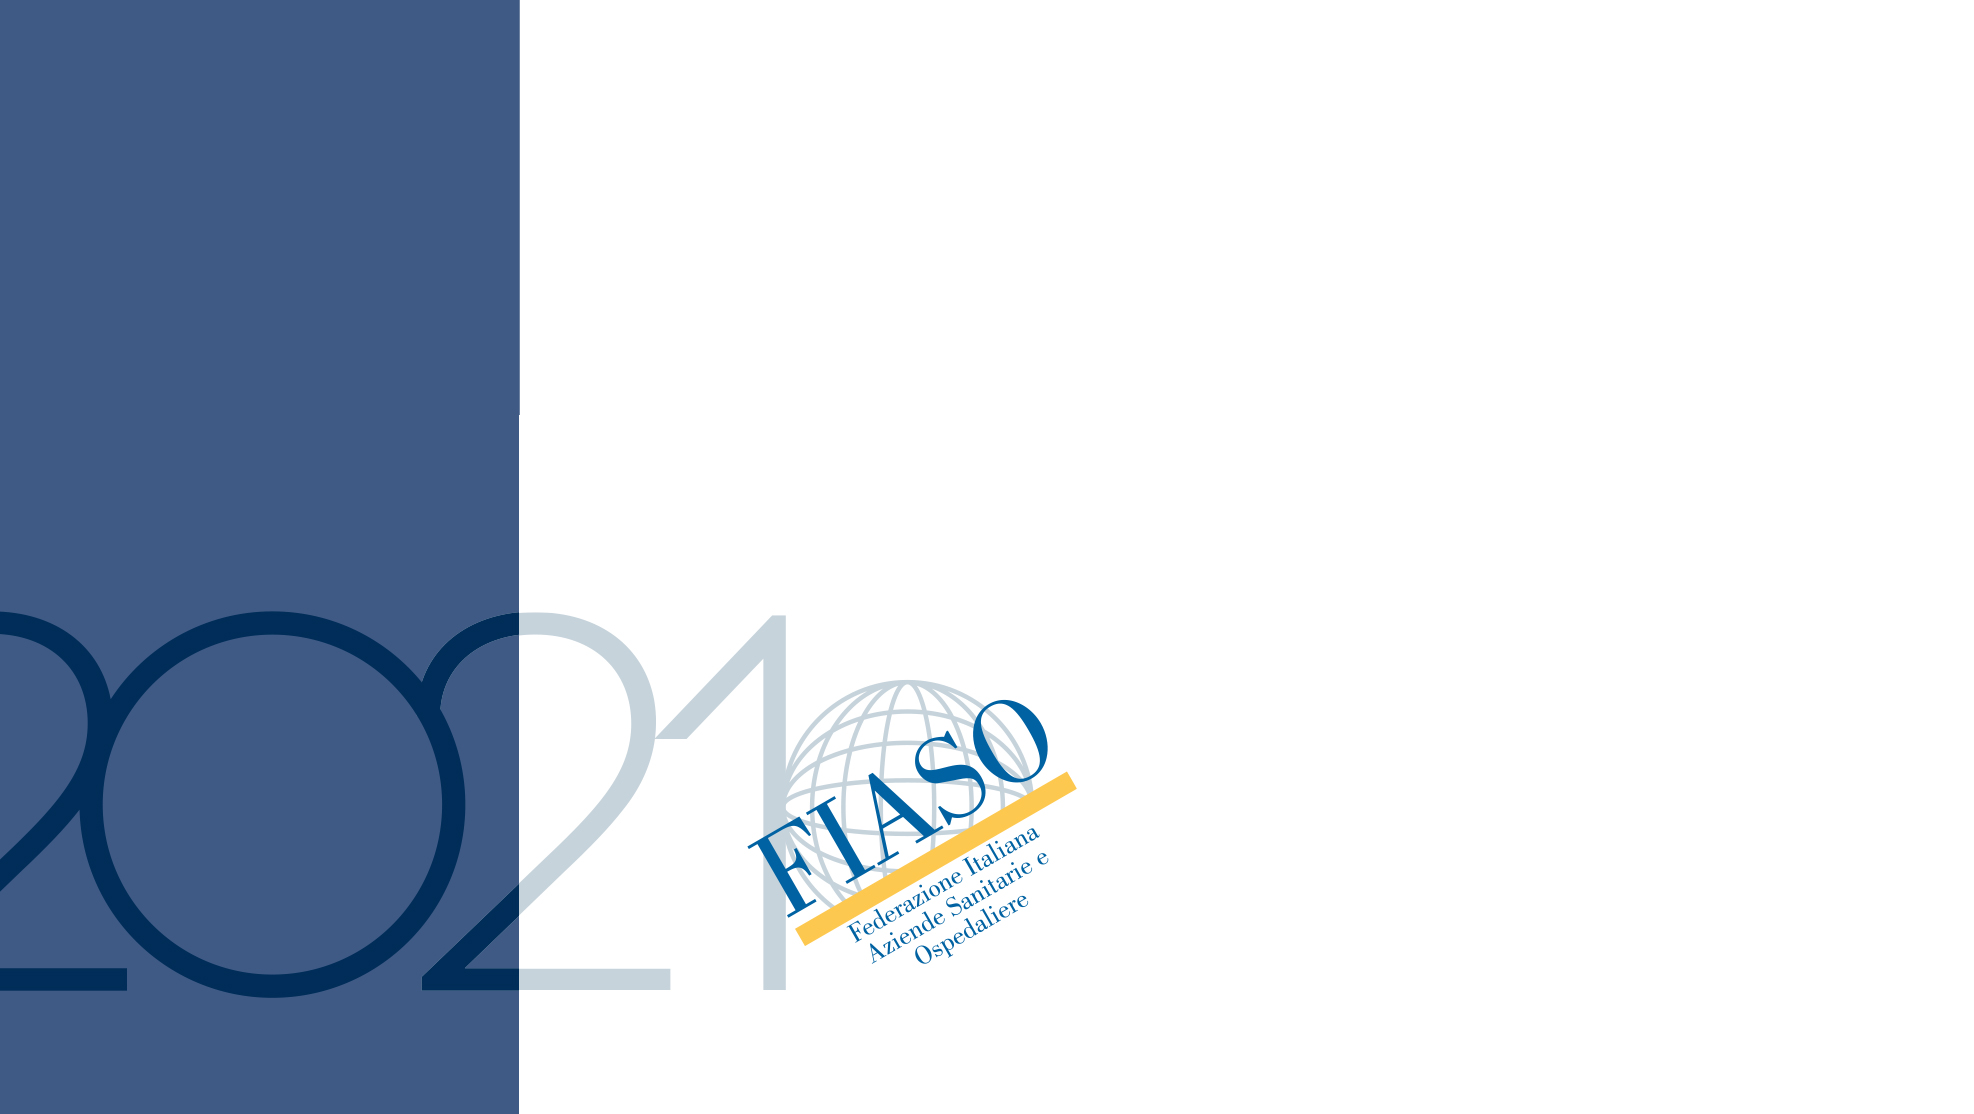 2021
FIASO
Federazione Italiana
Aziende Sanitarie e
Ospedaliere